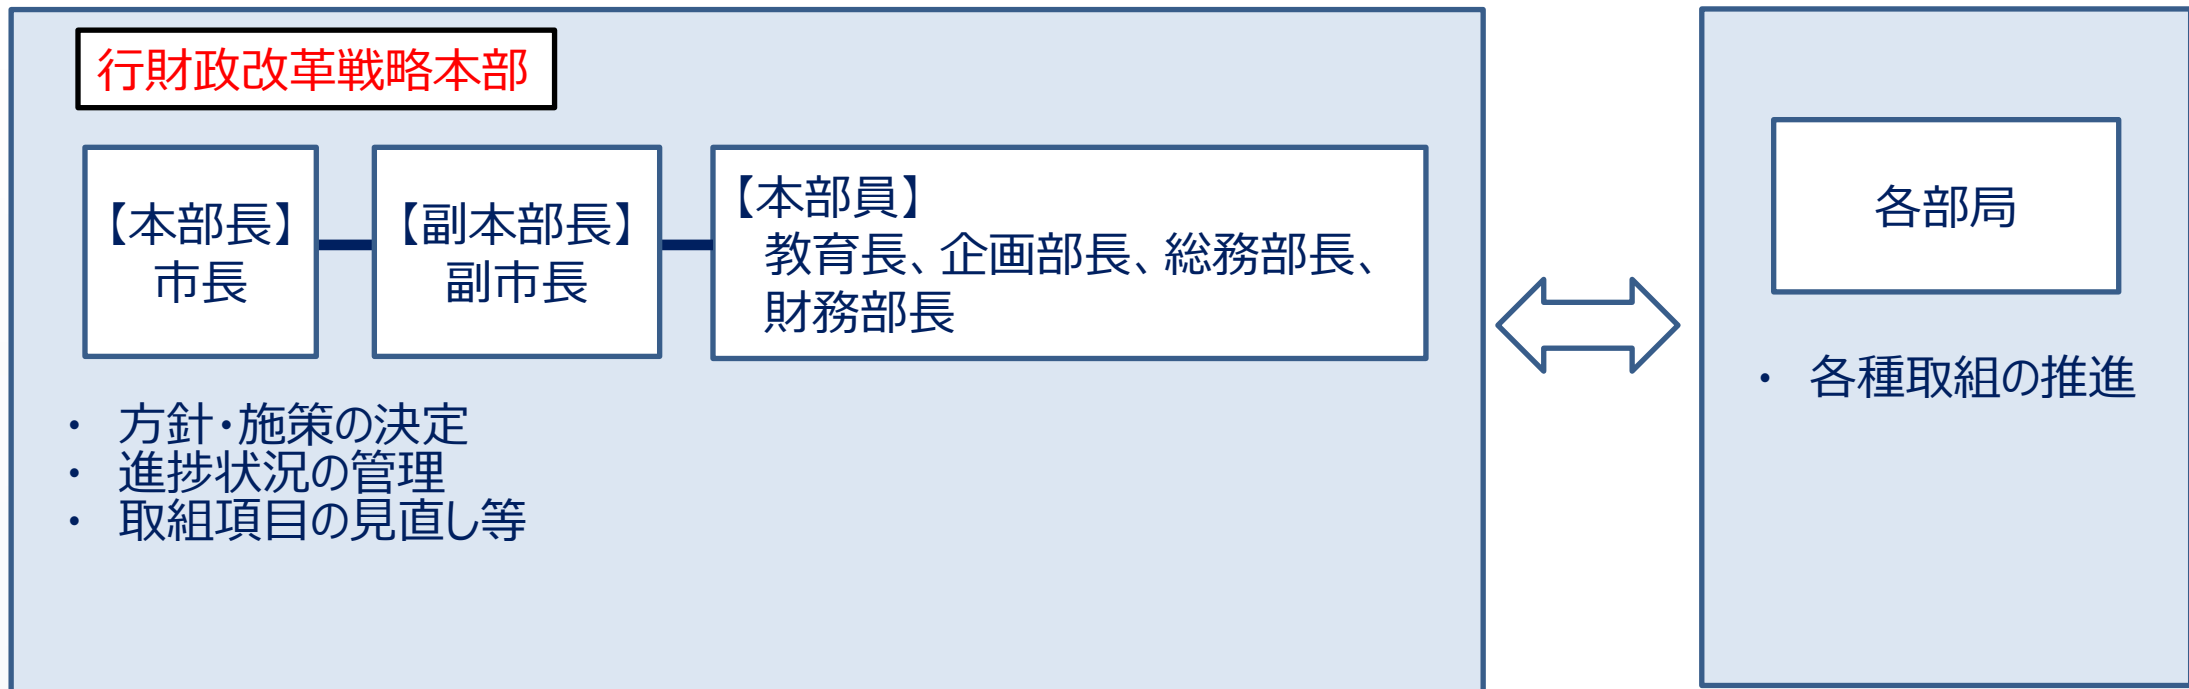 行財政改革戦略本部
【本部長】
市長
【副本部長】
副市長
【本部員】
教育長、企画部長、総務部長、
財務部長
・ 方針・施策の決定
・ 進捗状況の管理
・ 取組項目の見直し等
各部局
・ 各種取組の推進